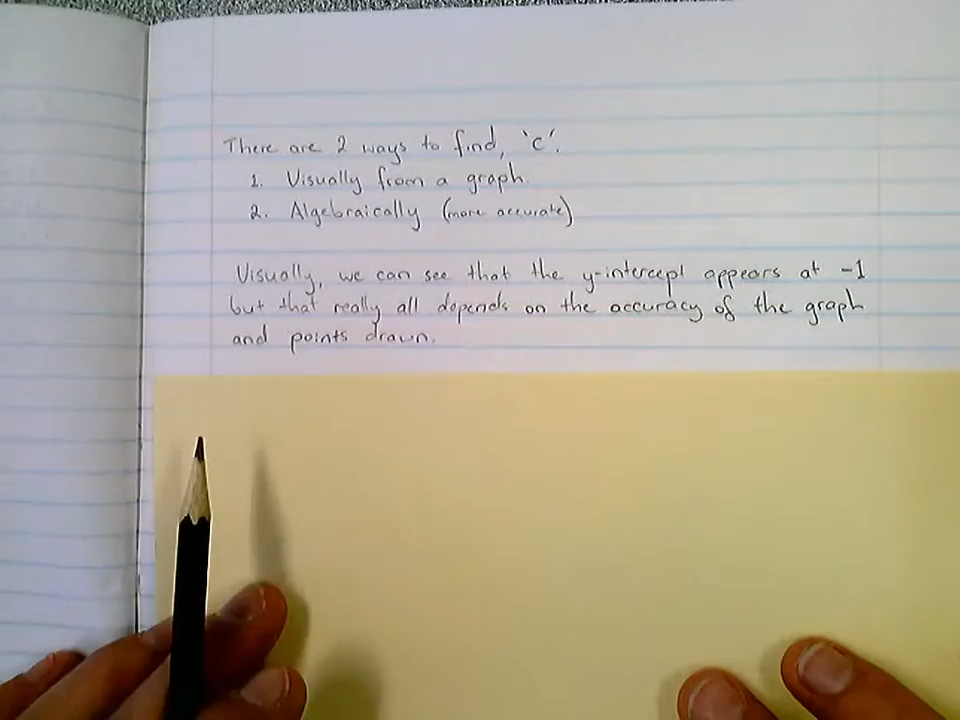 There are 2 ways to find, 'c'.
1. Visually from a graph.
2. Algebraically (more accurate)
Visually, we can see that the y-intercept appears at -1
but that really all depends on the accuracy of the graph
and points drawn.